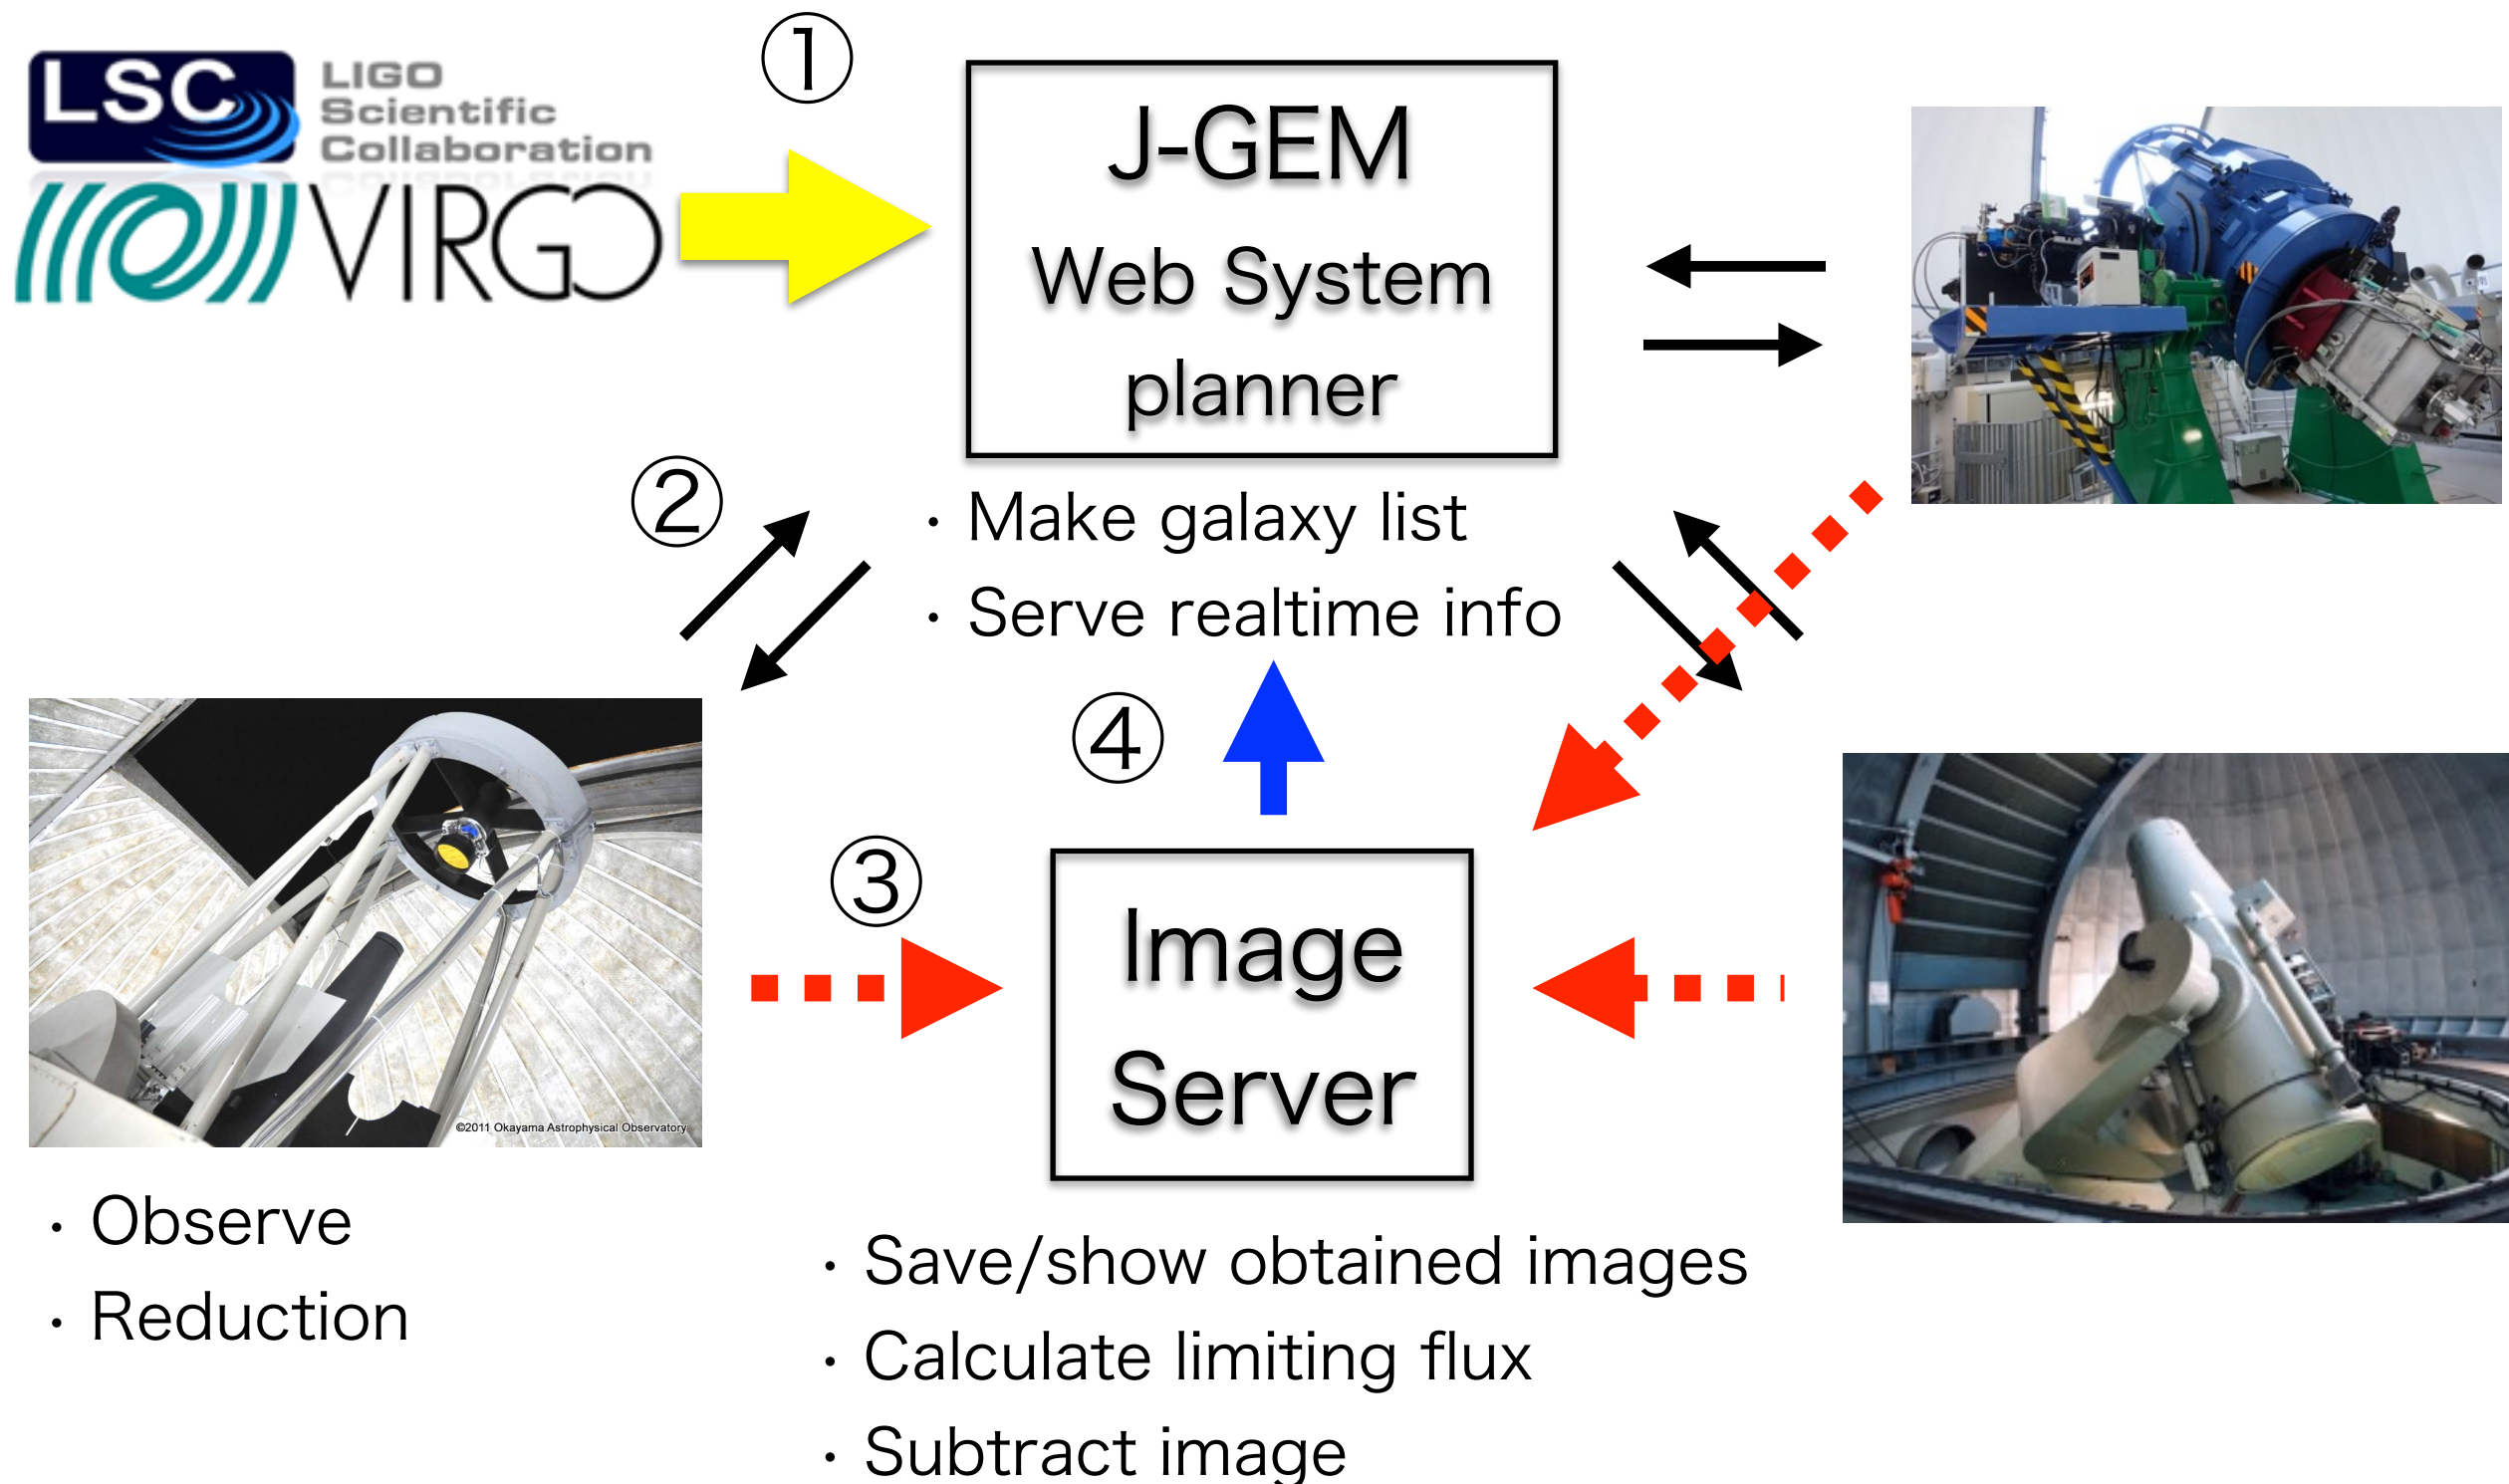 ①
LSC
LIGO
Scientific
Collaboration
VIRGO
J-GEM
Web System
planner
②
· Make galaxy list
· Serve realtime info
④
③
Image
Server
©2011 Okayama Astrophysical Observatory
· Observe
· Reduction
· Save/show obtained images
· Calculate limiting flux
· Subtract image